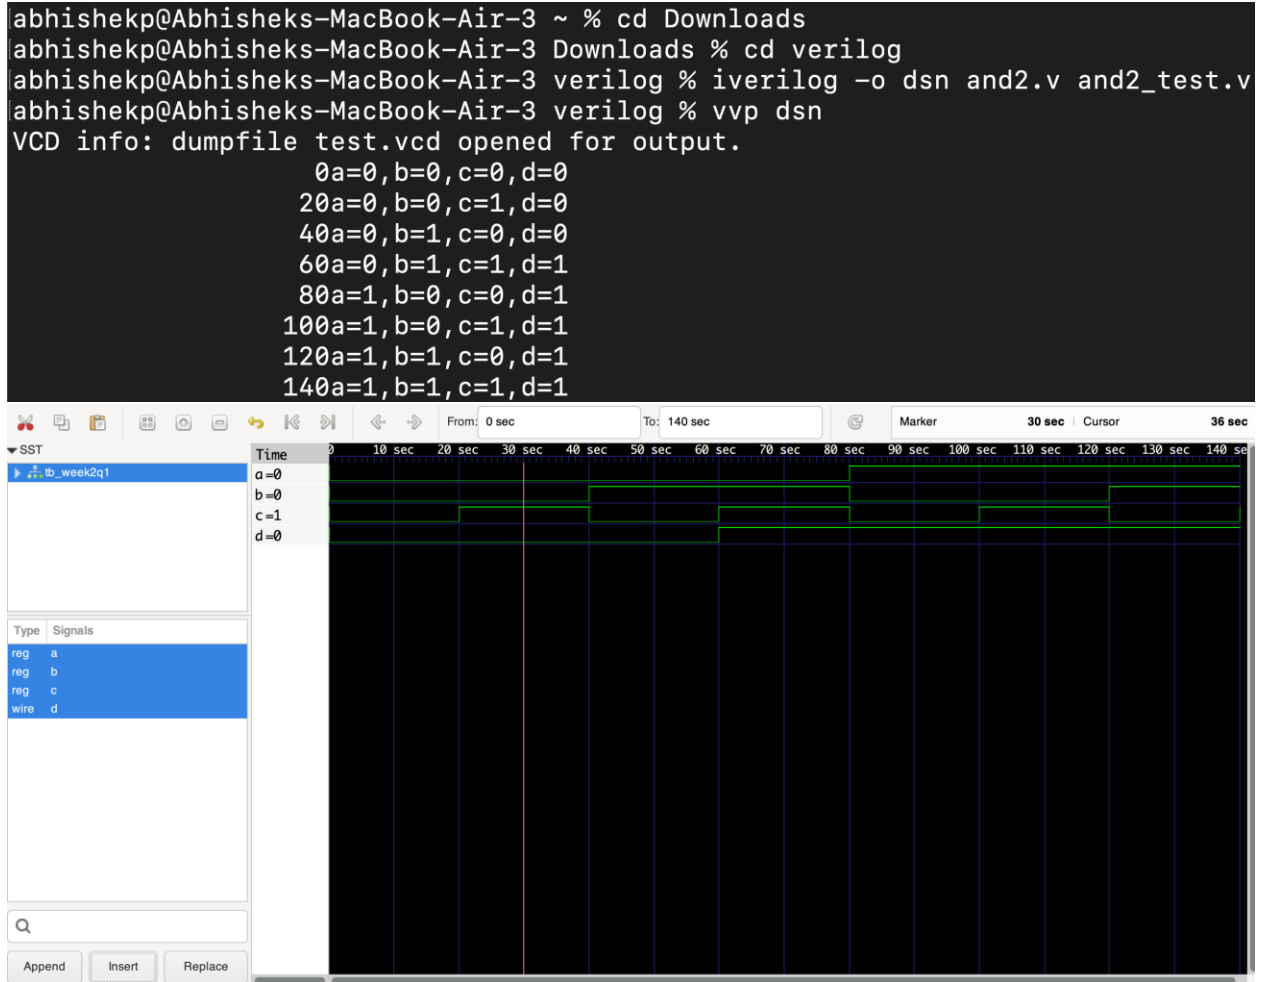 abhishekp@Abhisheks-MacBook-Air-3 ~ % cd Downloads
abhishekp@Abhisheks-MacBook-Air-3 Downloads % cd verilog
abhishekp@Abhisheks-MacBook-Air-3 verilog % iverilog -o dsn and2.v and2_test.v
abhishekp@Abhisheks-MacBook-Air-3 verilog % vvp dsn
VCD info: dumpfile test.vcd opened for output.
0a=0,b=0,c=0,d=0
20a=0,b=0,c=1,d=0
40a=0,b=1,c=0,d=0
60a=0,b=1,c=1,d=1
80a=1,b=0,c=0,d=1
100a=1,b=0,c=1,d=1
120a=1,b=1,c=0,d=1
140a=1,b=1,c=1,d=1
From: 0 sec To: 140 sec Marker 30 sec | Cursor 36 sec
SST
tb_week2q1
Type Signals
reg a
reg b
reg c
wire d
Append Insert Replace
Time
a=0
b=0
c=1
d=0
0 10 sec 20 sec 30 sec 40 sec 50 sec 60 sec 70 sec 80 sec 90 sec 100 sec 110 sec 120 sec 130 sec 140 se